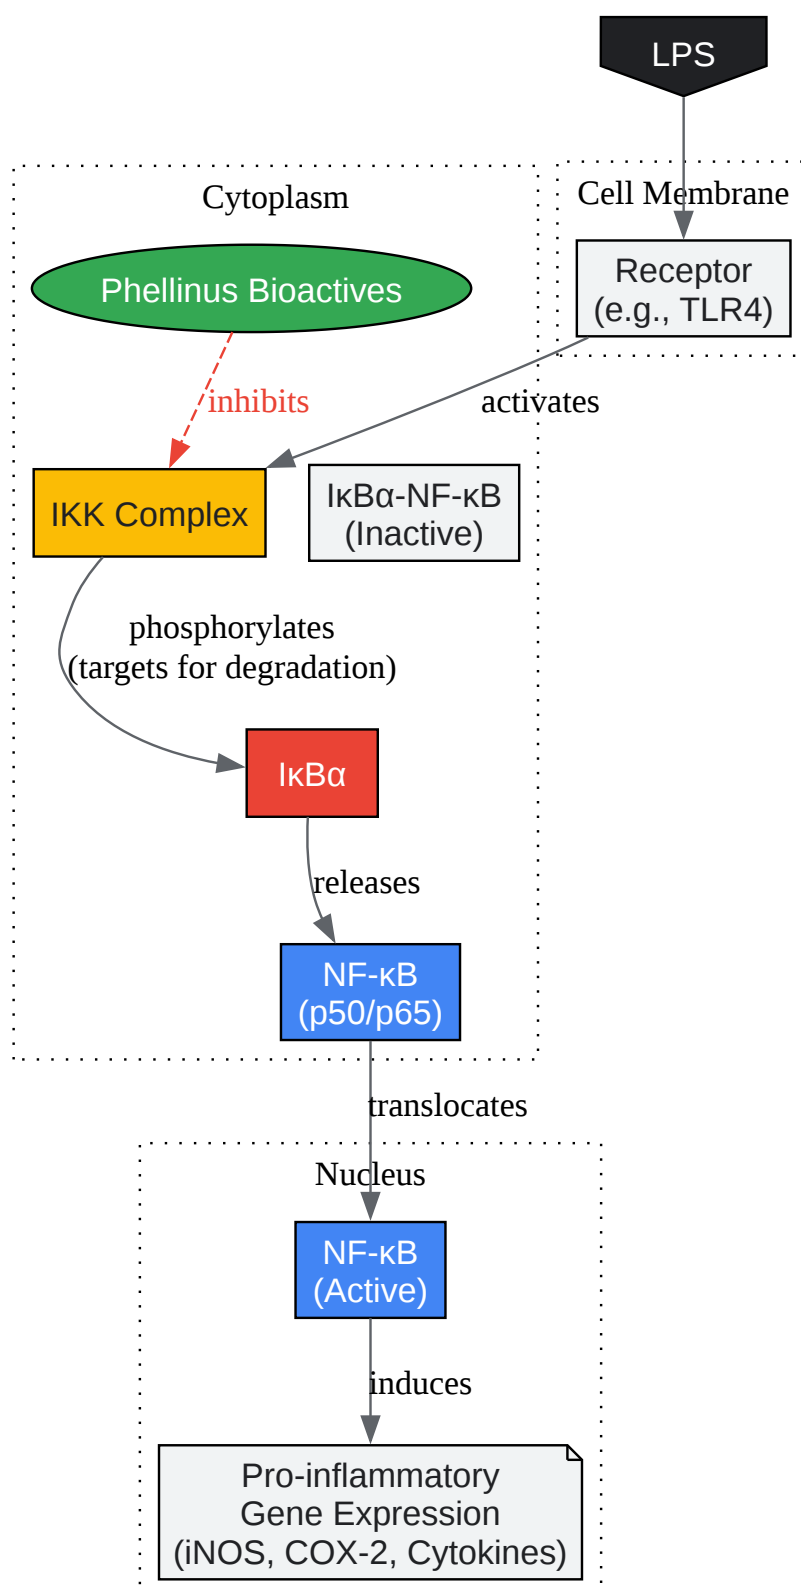 LPS
Cell Membrane
Receptor
(e.g., TLR4)
Cytoplasm
Phellinus Bioactives
inhibits
activates
IKK Complex
IκBα-NF-κB
(Inactive)
phosphorylates
(targets for degradation)
IκBα
releases
NF-κB
(p50/p65)
translocates
Nucleus
NF-κB
(Active)
induces
Pro-inflammatory
Gene Expression
(iNOS, COX-2, Cytokines)